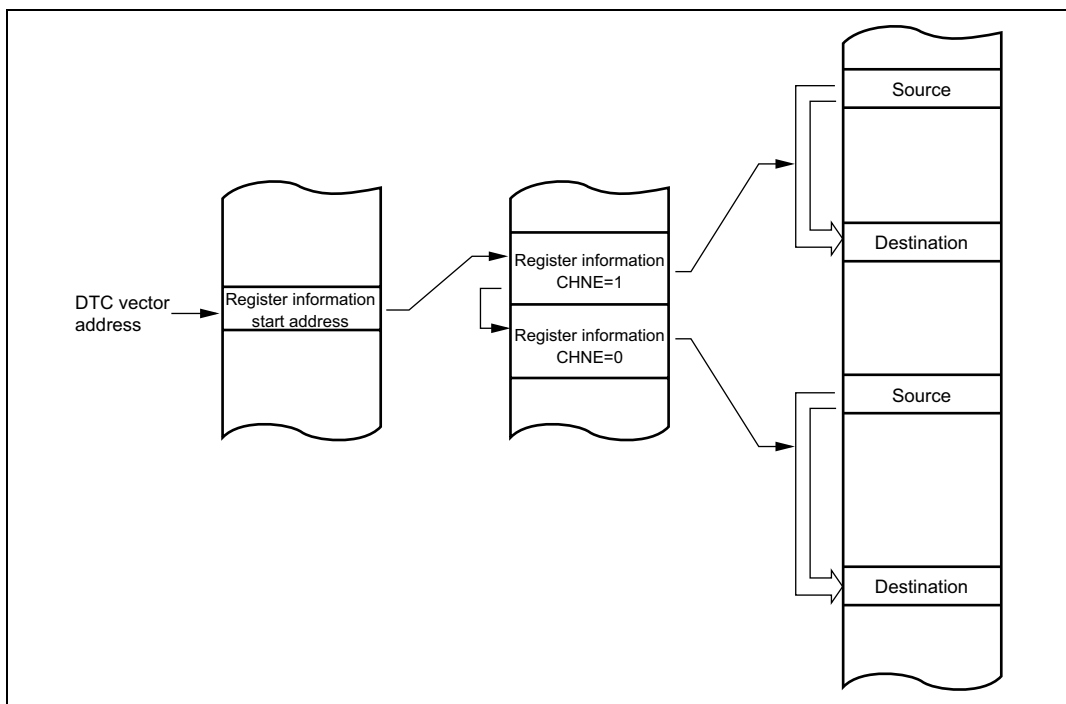 DTC vector
address
Register information
start address
Register information
CHNE=1
Register information
CHNE=0
Source
Destination
Source
Destination